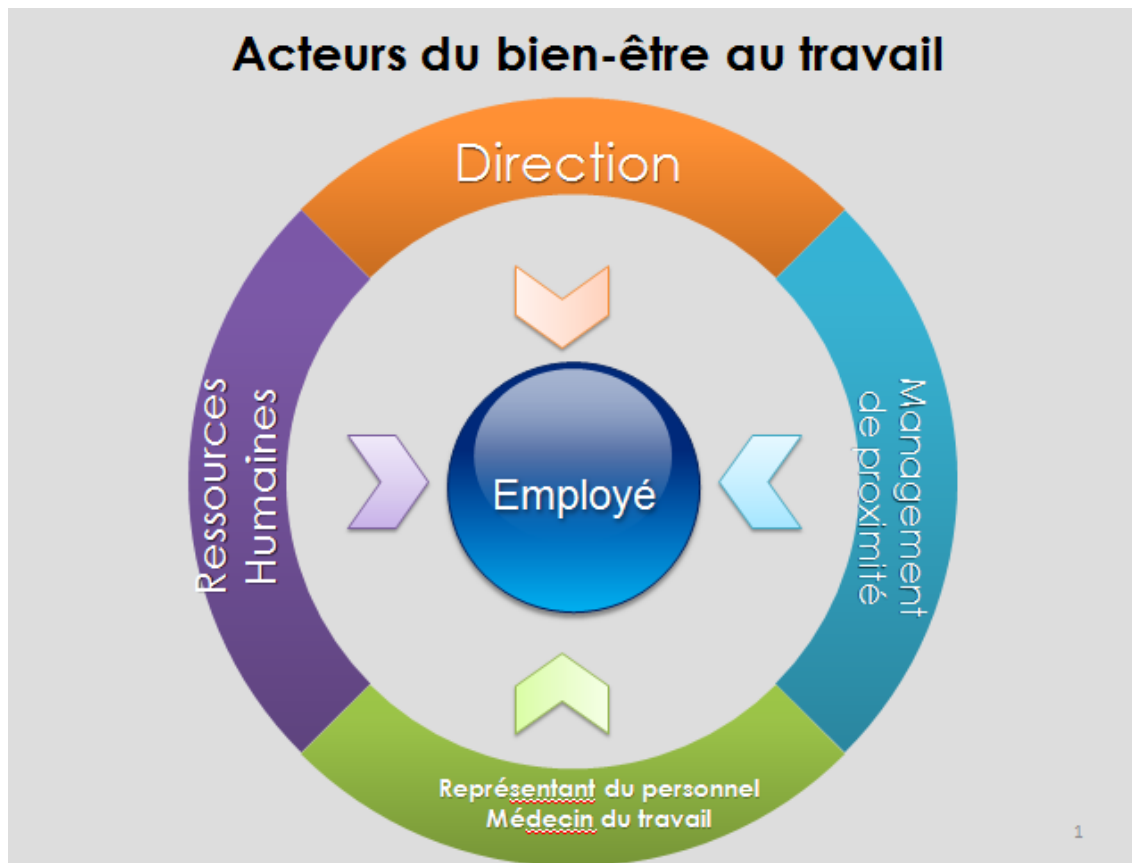 Acteurs du bien-être au travail
Direction
Ressources
Humaines
Employé
Management
de proximité
Représentant du personnel
Médecin du travail
1